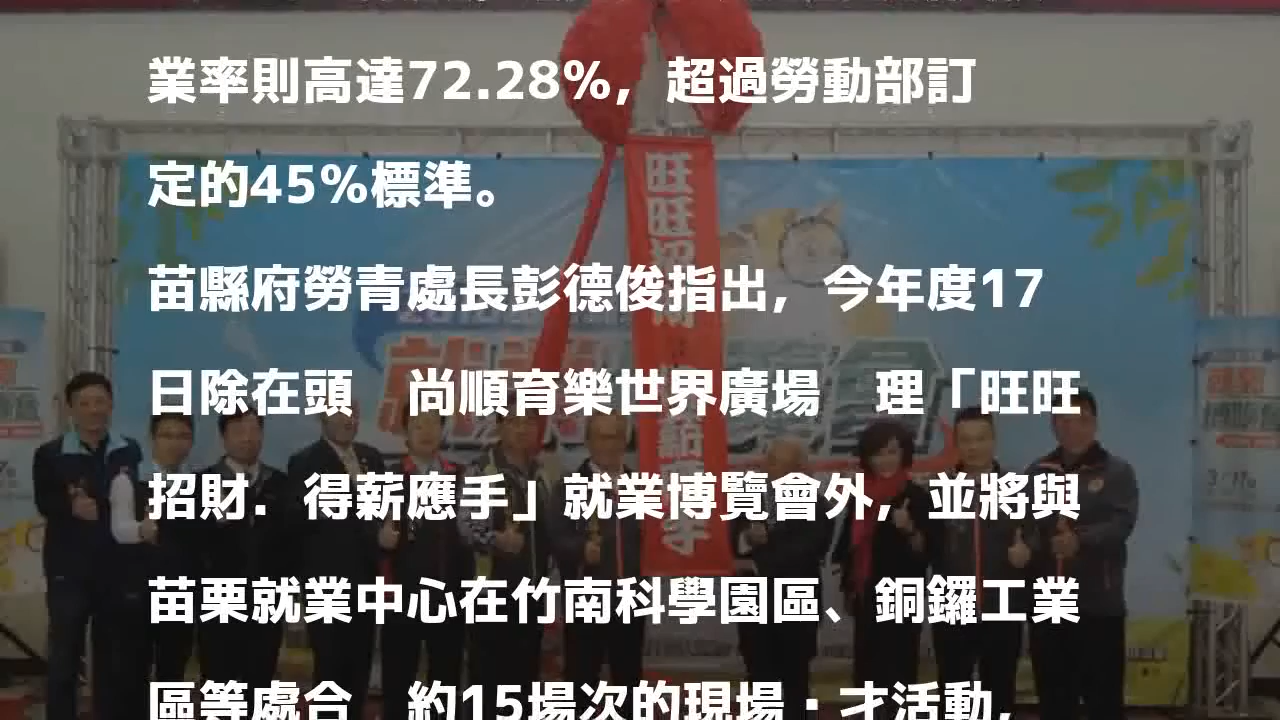 業率則高達72.28%，超過勞動部訂
定的45%標準。
苗縣府勞青處長彭德俊指出，今年度17
日除在頭　尚順育樂世界廣場　理「旺旺
招財．得薪應手」就業博覽會外，並將與
苗栗就業中心在竹南科學園區、銅鑼工業
區等處合　約15場次的現場・才活動，
旺旺招